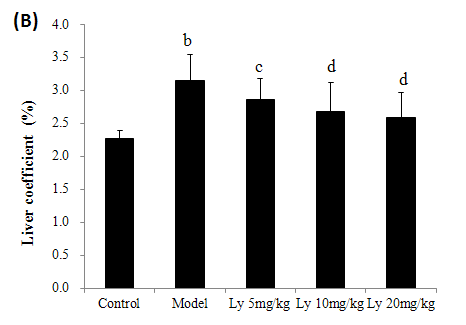 (B)
Liver coefficient (%)
4.0
3.5
3.0
2.5
2.0
1.5
1.0
0.5
0.0
b
c
d
d
Control Model Ly 5mg/kg Ly 10mg/kg Ly 20mg/kg